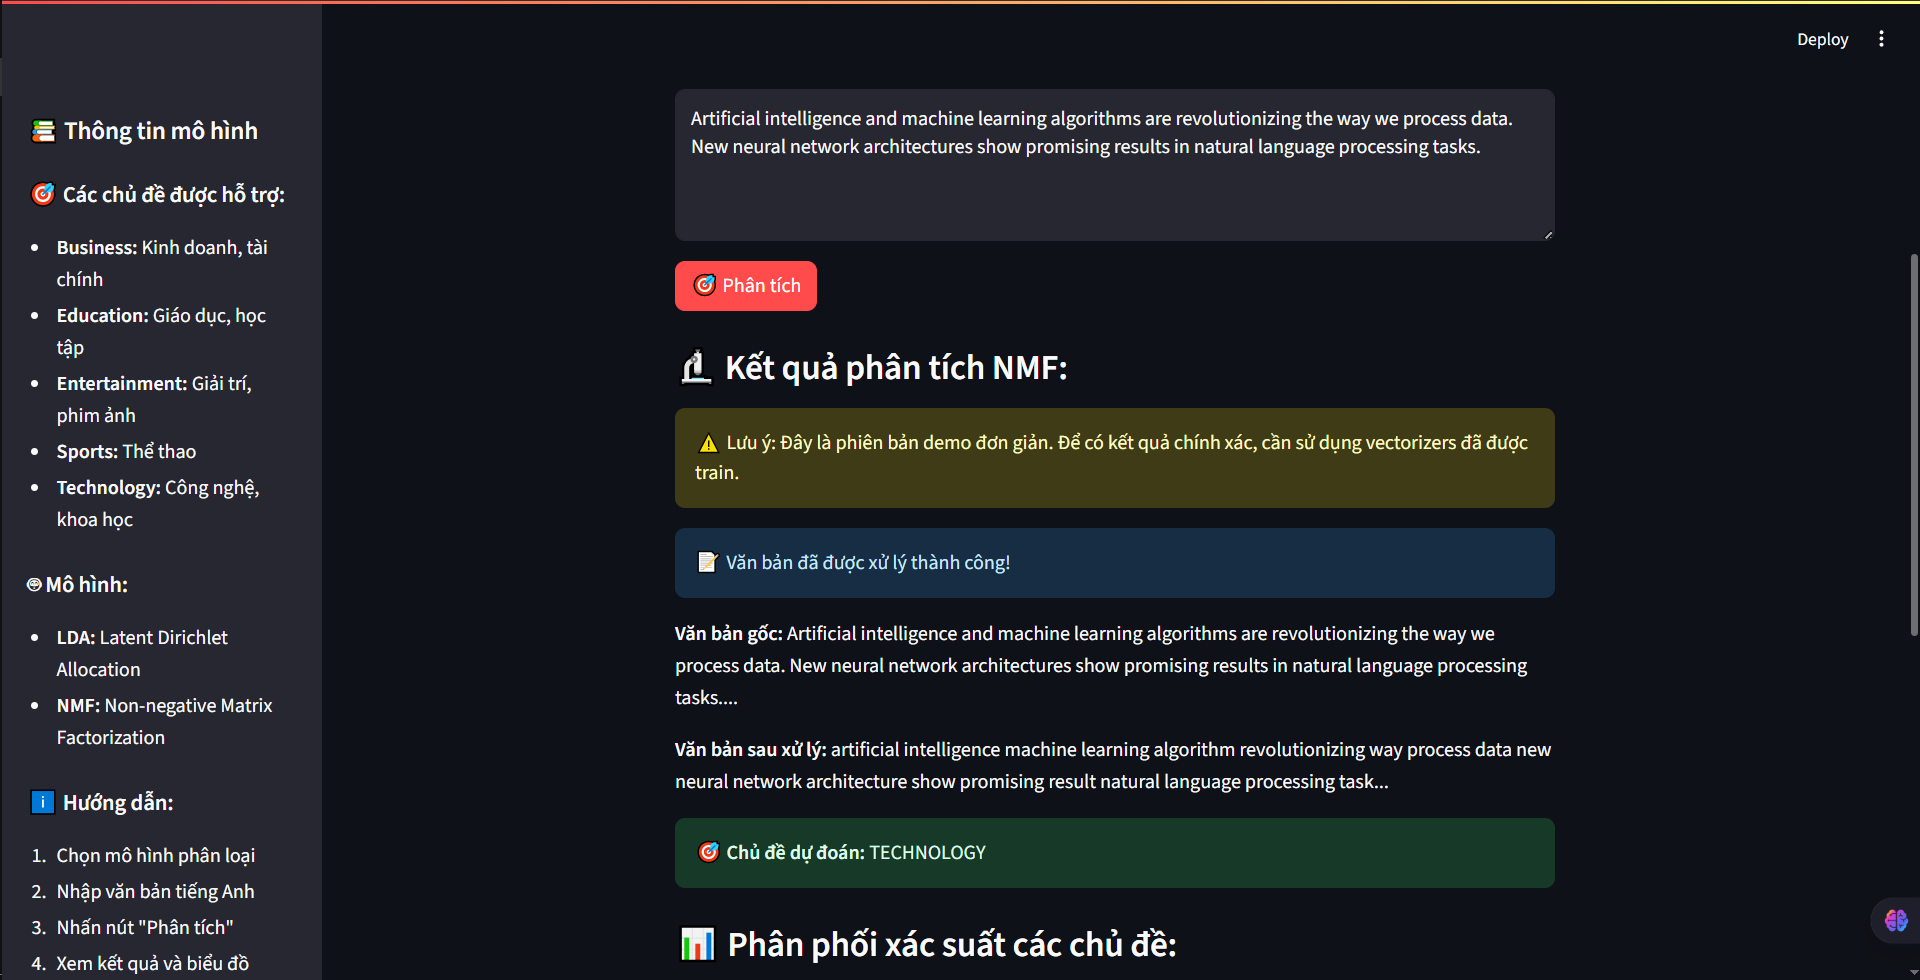 Deploy
Thông tin mô hình
Các chủ đề được hỗ trợ:
Business: Kinh doanh, tài
chính
Education: Giáo dục, học
tập
Entertainment: Giải trí,
phim ảnh
Sports: Thể thao
Technology: Công nghệ,
khoa học
Mô hình:
LDA: Latent Dirichlet
Allocation
NMF: Non-negative Matrix
Factorization
Hướng dẫn:
1. Chọn mô hình phân loại
2. Nhập văn bản tiếng Anh
3. Nhấn nút "Phân tích"
4. Xem kết quả và biểu đồ
Artificial intelligence and machine learning algorithms are revolutionizing the way we process data.
New neural network architectures show promising results in natural language processing tasks.
Phân tích
Kết quả phân tích NMF:
Lưu ý: Đây là phiên bản demo đơn giản. Để có kết quả chính xác, cần sử dụng vectorizers đã được
train.
Văn bản đã được xử lý thành công!
Văn bản gốc: Artificial intelligence and machine learning algorithms are revolutionizing the way we
process data. New neural network architectures show promising results in natural language processing
tasks....
Văn bản sau xử lý: artificial intelligence machine learning algorithm revolutionizing way process data new
neural network architecture show promising result natural language processing task...
Chủ đề dự đoán: TECHNOLOGY
Phân phối xác suất các chủ đề: